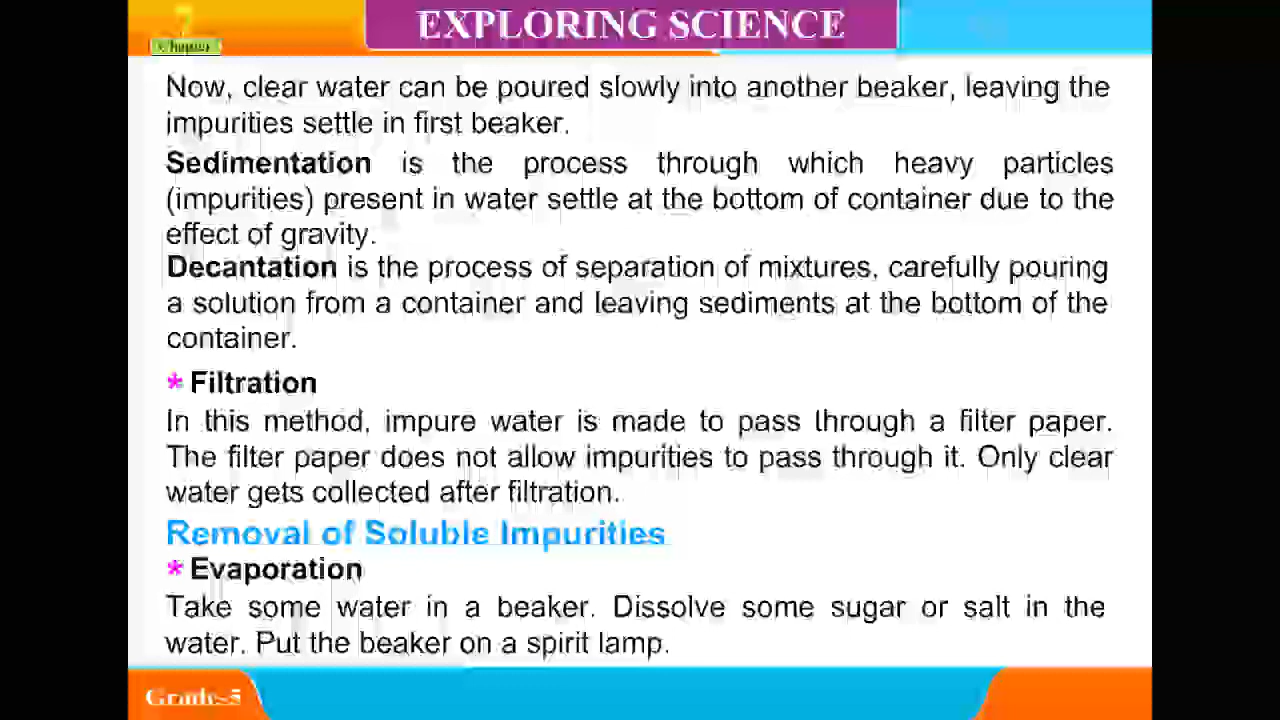 7
Chapter
EXPLORING SCIENCE
Now, clear water can be poured slowly into another beaker, leaving the
impurities settle in first beaker.
Sedimentation is the process through which heavy particles
(impurities) present in water settle at the bottom of container due to the
effect of gravity.
Decantation is the process of separation of mixtures, carefully pouring
a solution from a container and leaving sediments at the bottom of the
container.
* Filtration
In this method, impure water is made to pass through a filter paper.
The filter paper does not allow impurities to pass through it. Only clear
water gets collected after filtration.
Removal of Soluble Impurities
* Evaporation
Take some water in a beaker. Dissolve some sugar or salt in the
water. Put the beaker on a spirit lamp.
Grade-5